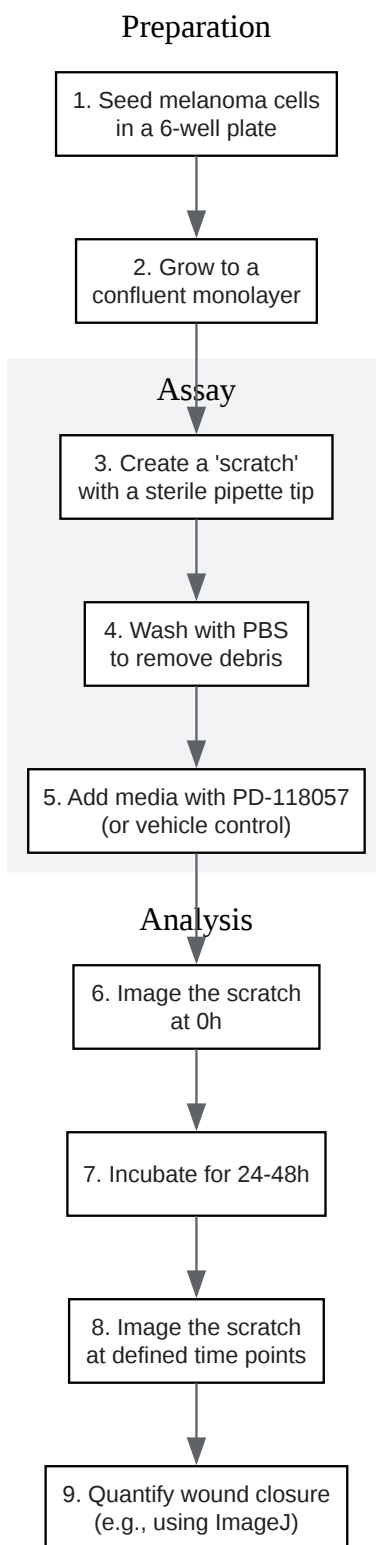 Preparation
1. Seed melanoma cells
in a 6-well plate
2. Grow to a
confluent monolayer
Assay
3. Create a 'scratch'
with a sterile pipette tip
4. Wash with PBS
to remove debris
5. Add media with PD-118057
(or vehicle control)
Analysis
6. Image the scratch
at 0h
7. Incubate for 24-48h
8. Image the scratch
at defined time points
9. Quantify wound closure
(e.g., using ImageJ)